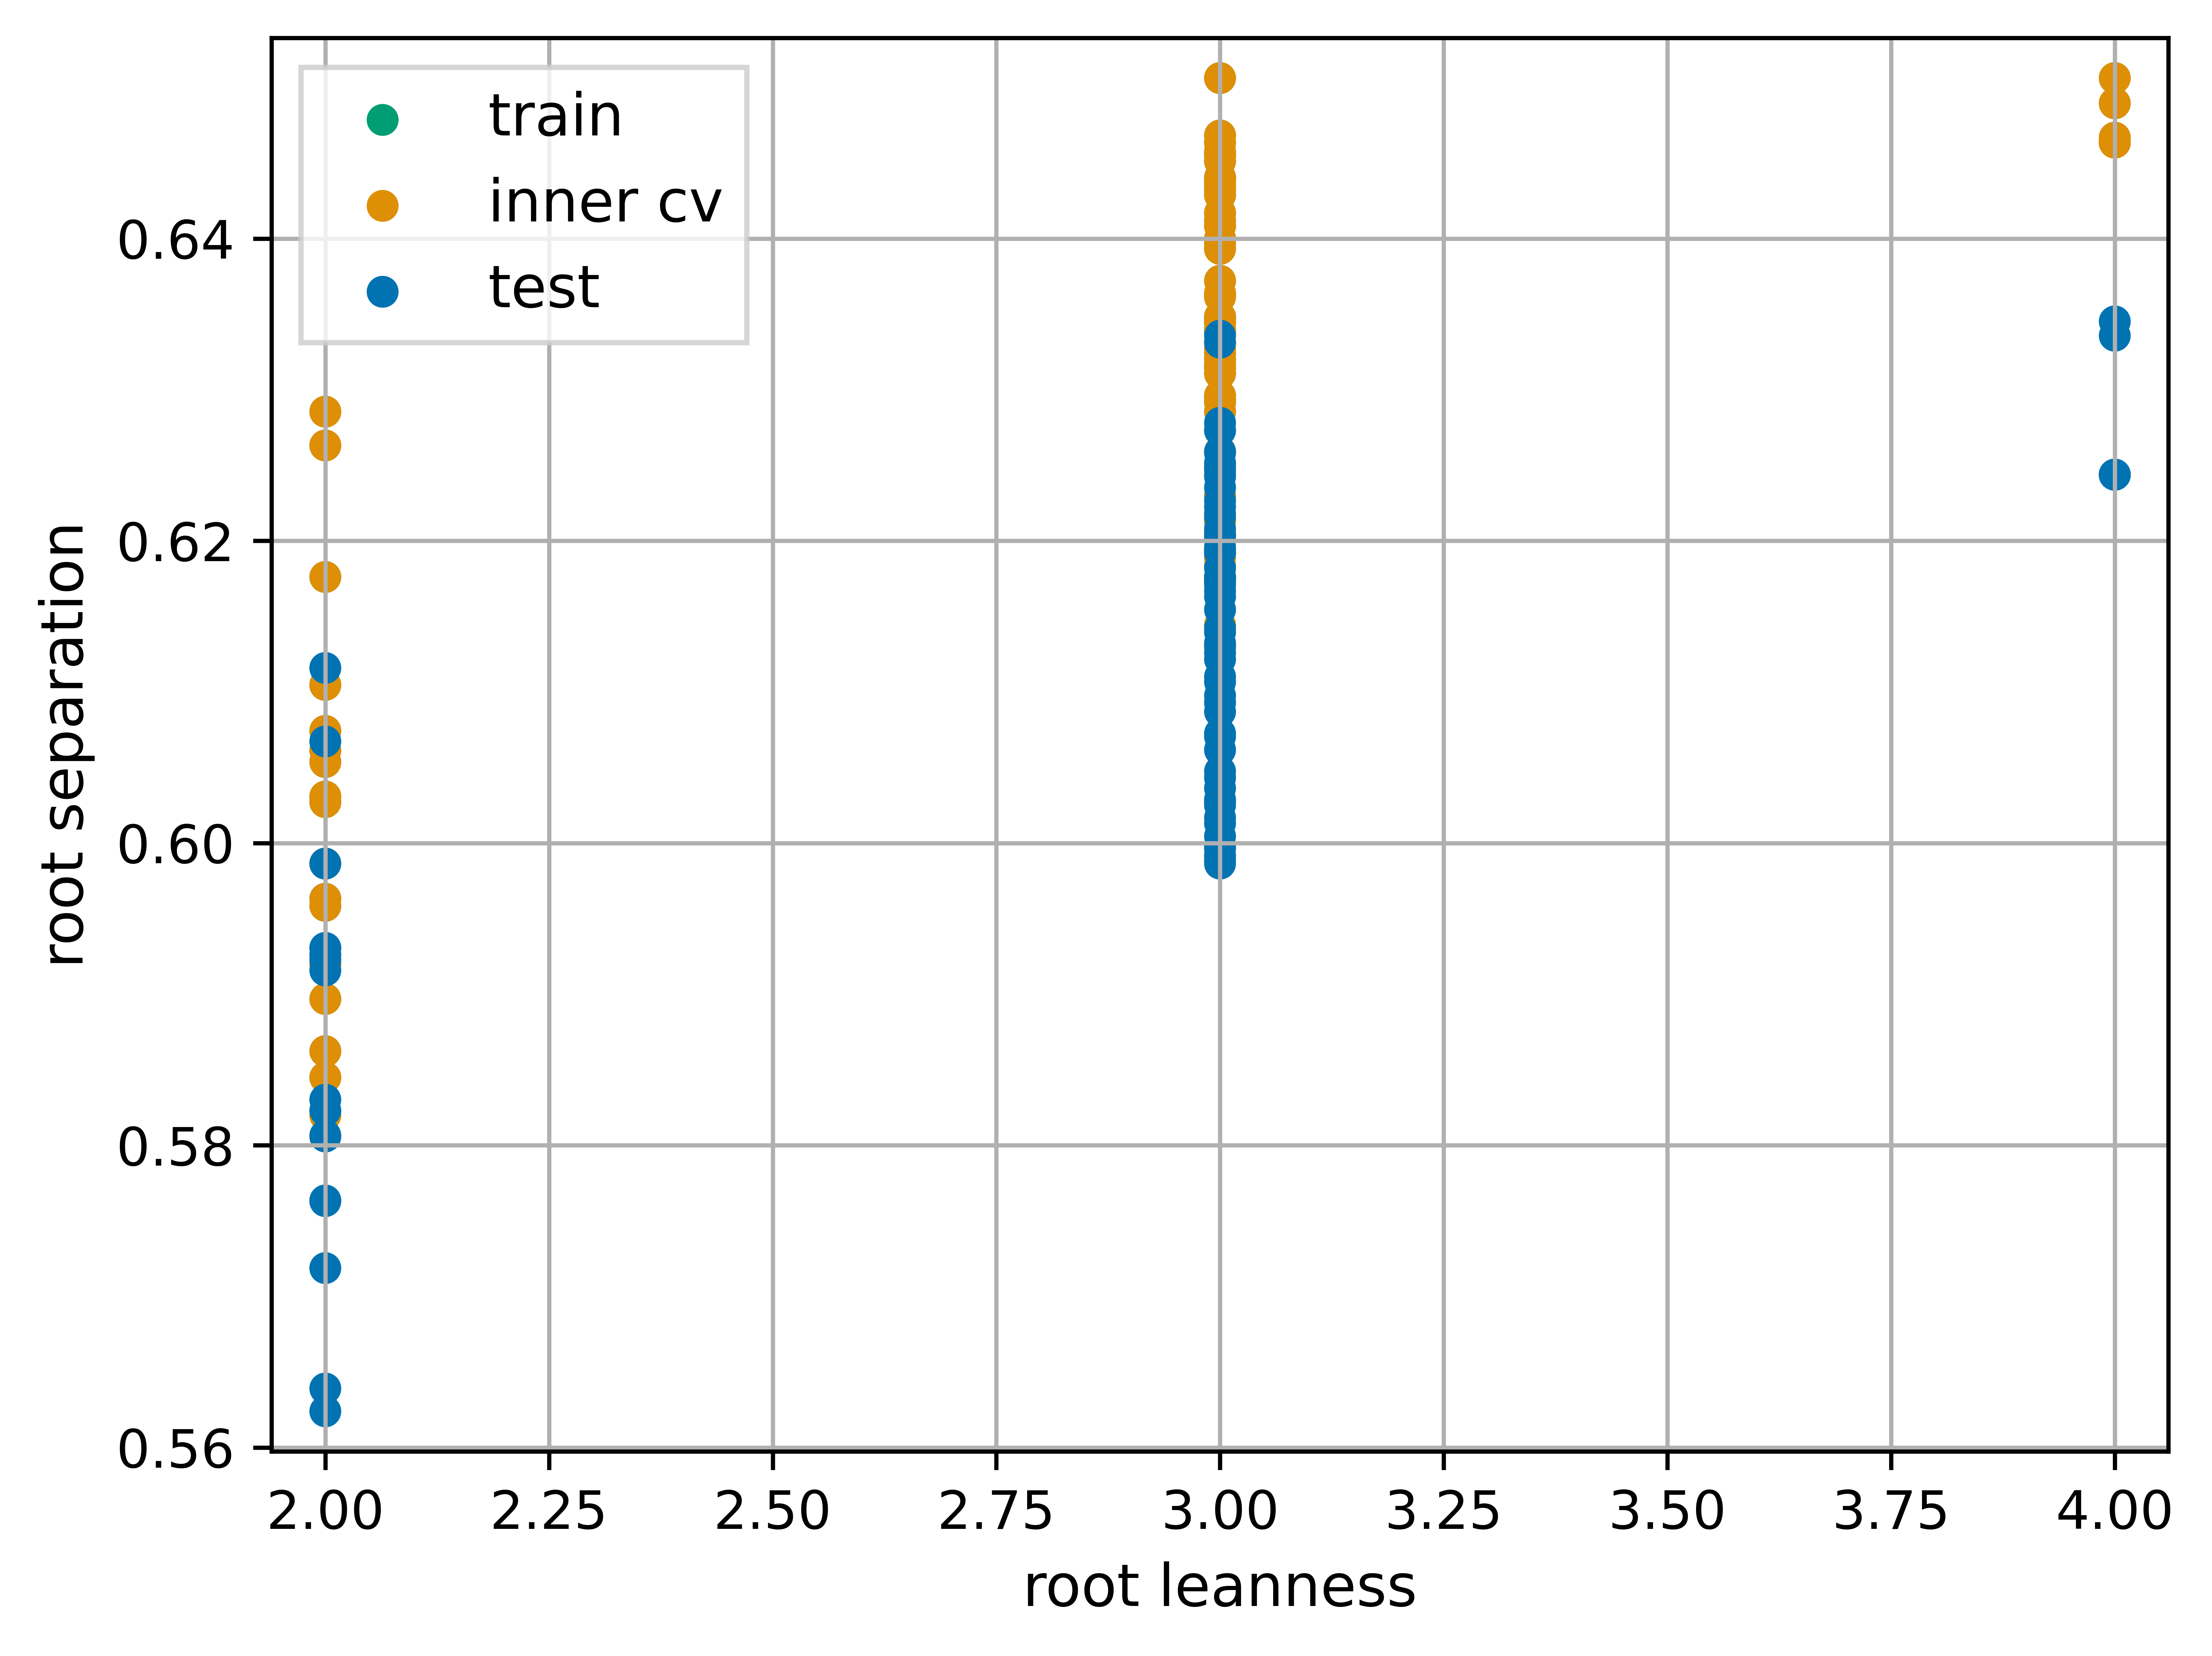 train
inner cv
test
0.64
0.62
0.60
0.58
0.56
root separation
2.00 2.25 2.50 2.75 3.00 3.25 3.50 3.75 4.00
root leanness